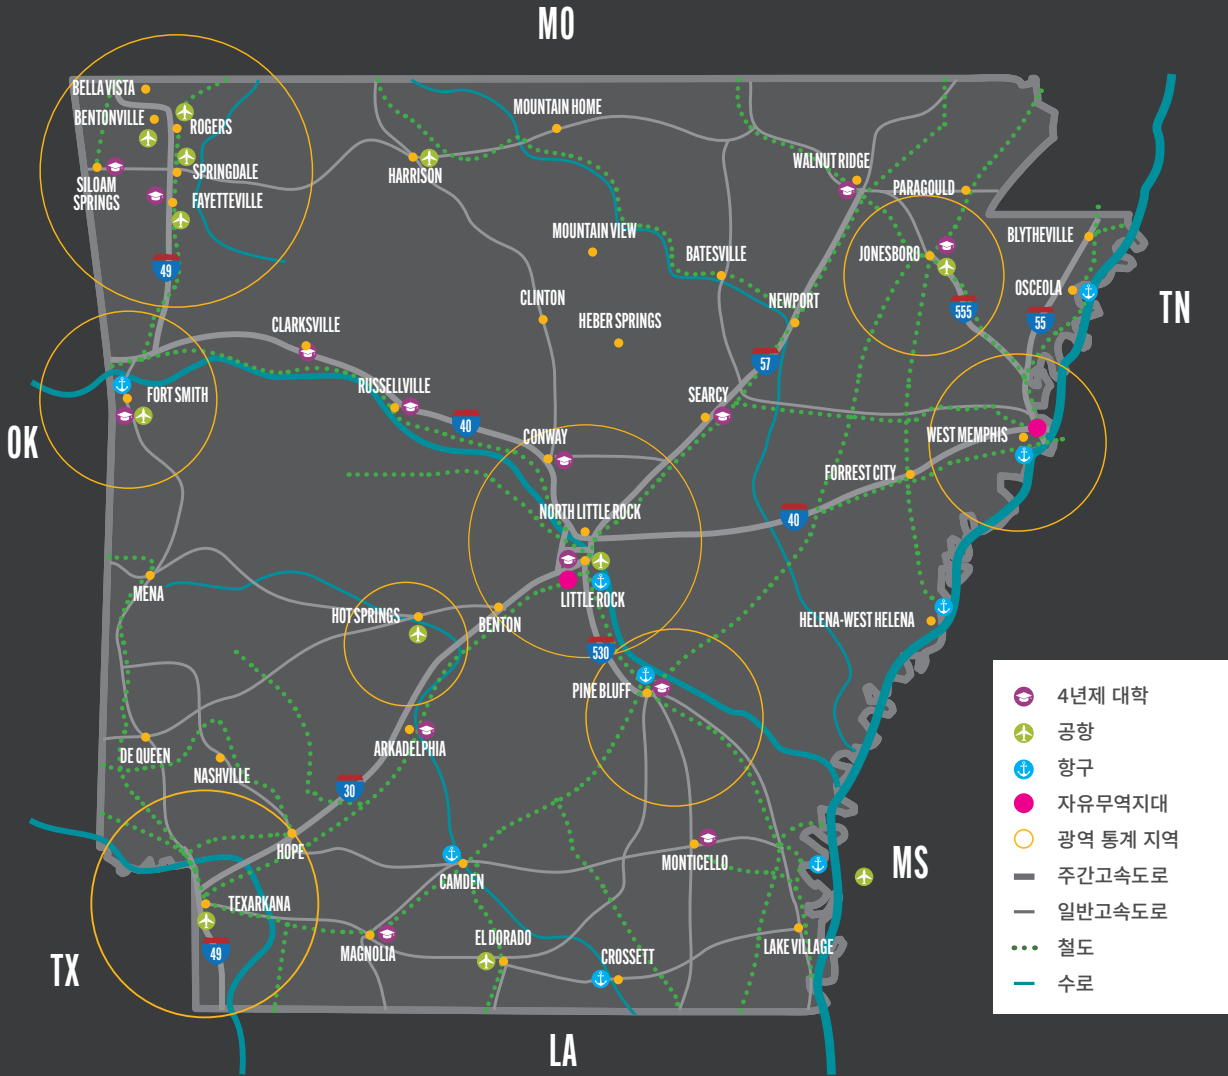 MO
BELLA VISTA
BENTONVILLE
ROGERS
MOUNTAIN HOME
SPRINGDALE
HARRISON
WALNUT RIDGE
SILOAM
SPRINGS
FAYETTEVILLE
PARAGOULD
MOUNTAIN VIEW
BATESVILLE
JONESBORO
BLYTHEVILLE
49
CLINTON
NEWPORT
OSCEOLA
TN
HEBER SPRINGS
555
55
CLARKSVILLE
57
RUSSELLVILLE
FORT SMITH
SEARCY
40
OK
CONWAY
WEST MEMPHIS
FORREST CITY
NORTH LITTLE ROCK
40
MENA
LITTLE ROCK
HOT SPRINGS
BENTON
HELENA-WEST HELENA
530
PINE BLUFF
4년제 대학
공항
ARKADELPHIA
DE QUEEN
항구
NASHVILLE
30
자유무역지대
광역 통계 지역
HOPE
MONTICELLO
MS
CAMDEN
주간고속도로
TEXARKANA
일반고속도로
EL DORADO
49
MAGNOLIA
LAKE VILLAGE
철도
CROSSETT
TX
수로
LA